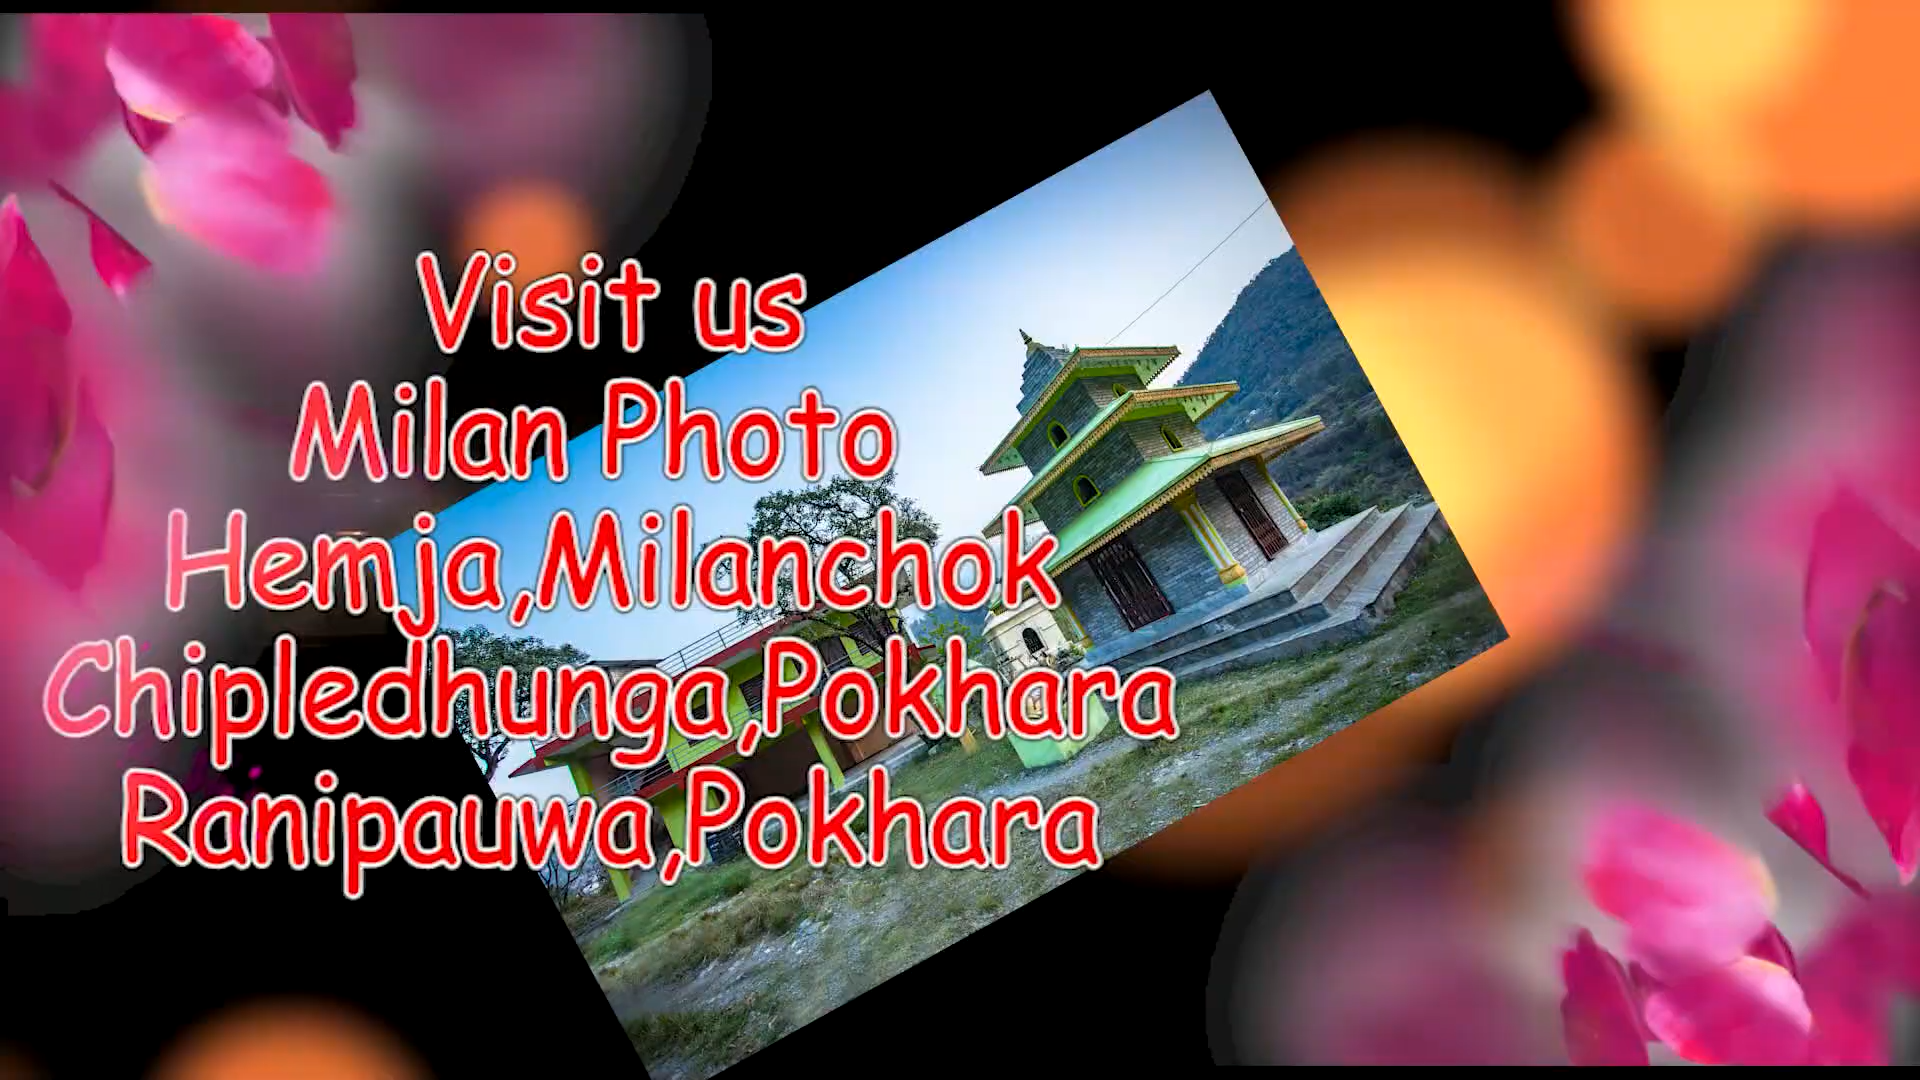 Visit us
Milan Photo
Hemja,Milanchok
Chipledhunga,Pokhara
Ranipauwa,Pokhara